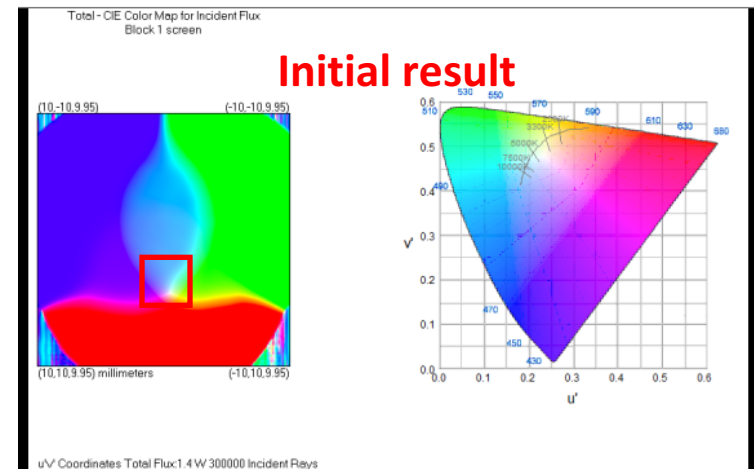 Total - CIE Color Map for Incident Flux
Block 1 screen
Initial result
(10,-10,9.95) (-10,-10,9.95)
(10,10,9.95) millimeters (-10,10,9.95)
510 530 550 570 590 610 630 680
490
470
450
430
3300K
5000K
7500K
10000K
0.6
0.5
0.4
0.3
0.2
0.1
0.0
v'
0.0 0.1 0.2 0.3 0.4 0.5 0.6
u'
u'v' Coordinates Total Flux:1.4 W 300000 Incident Rays